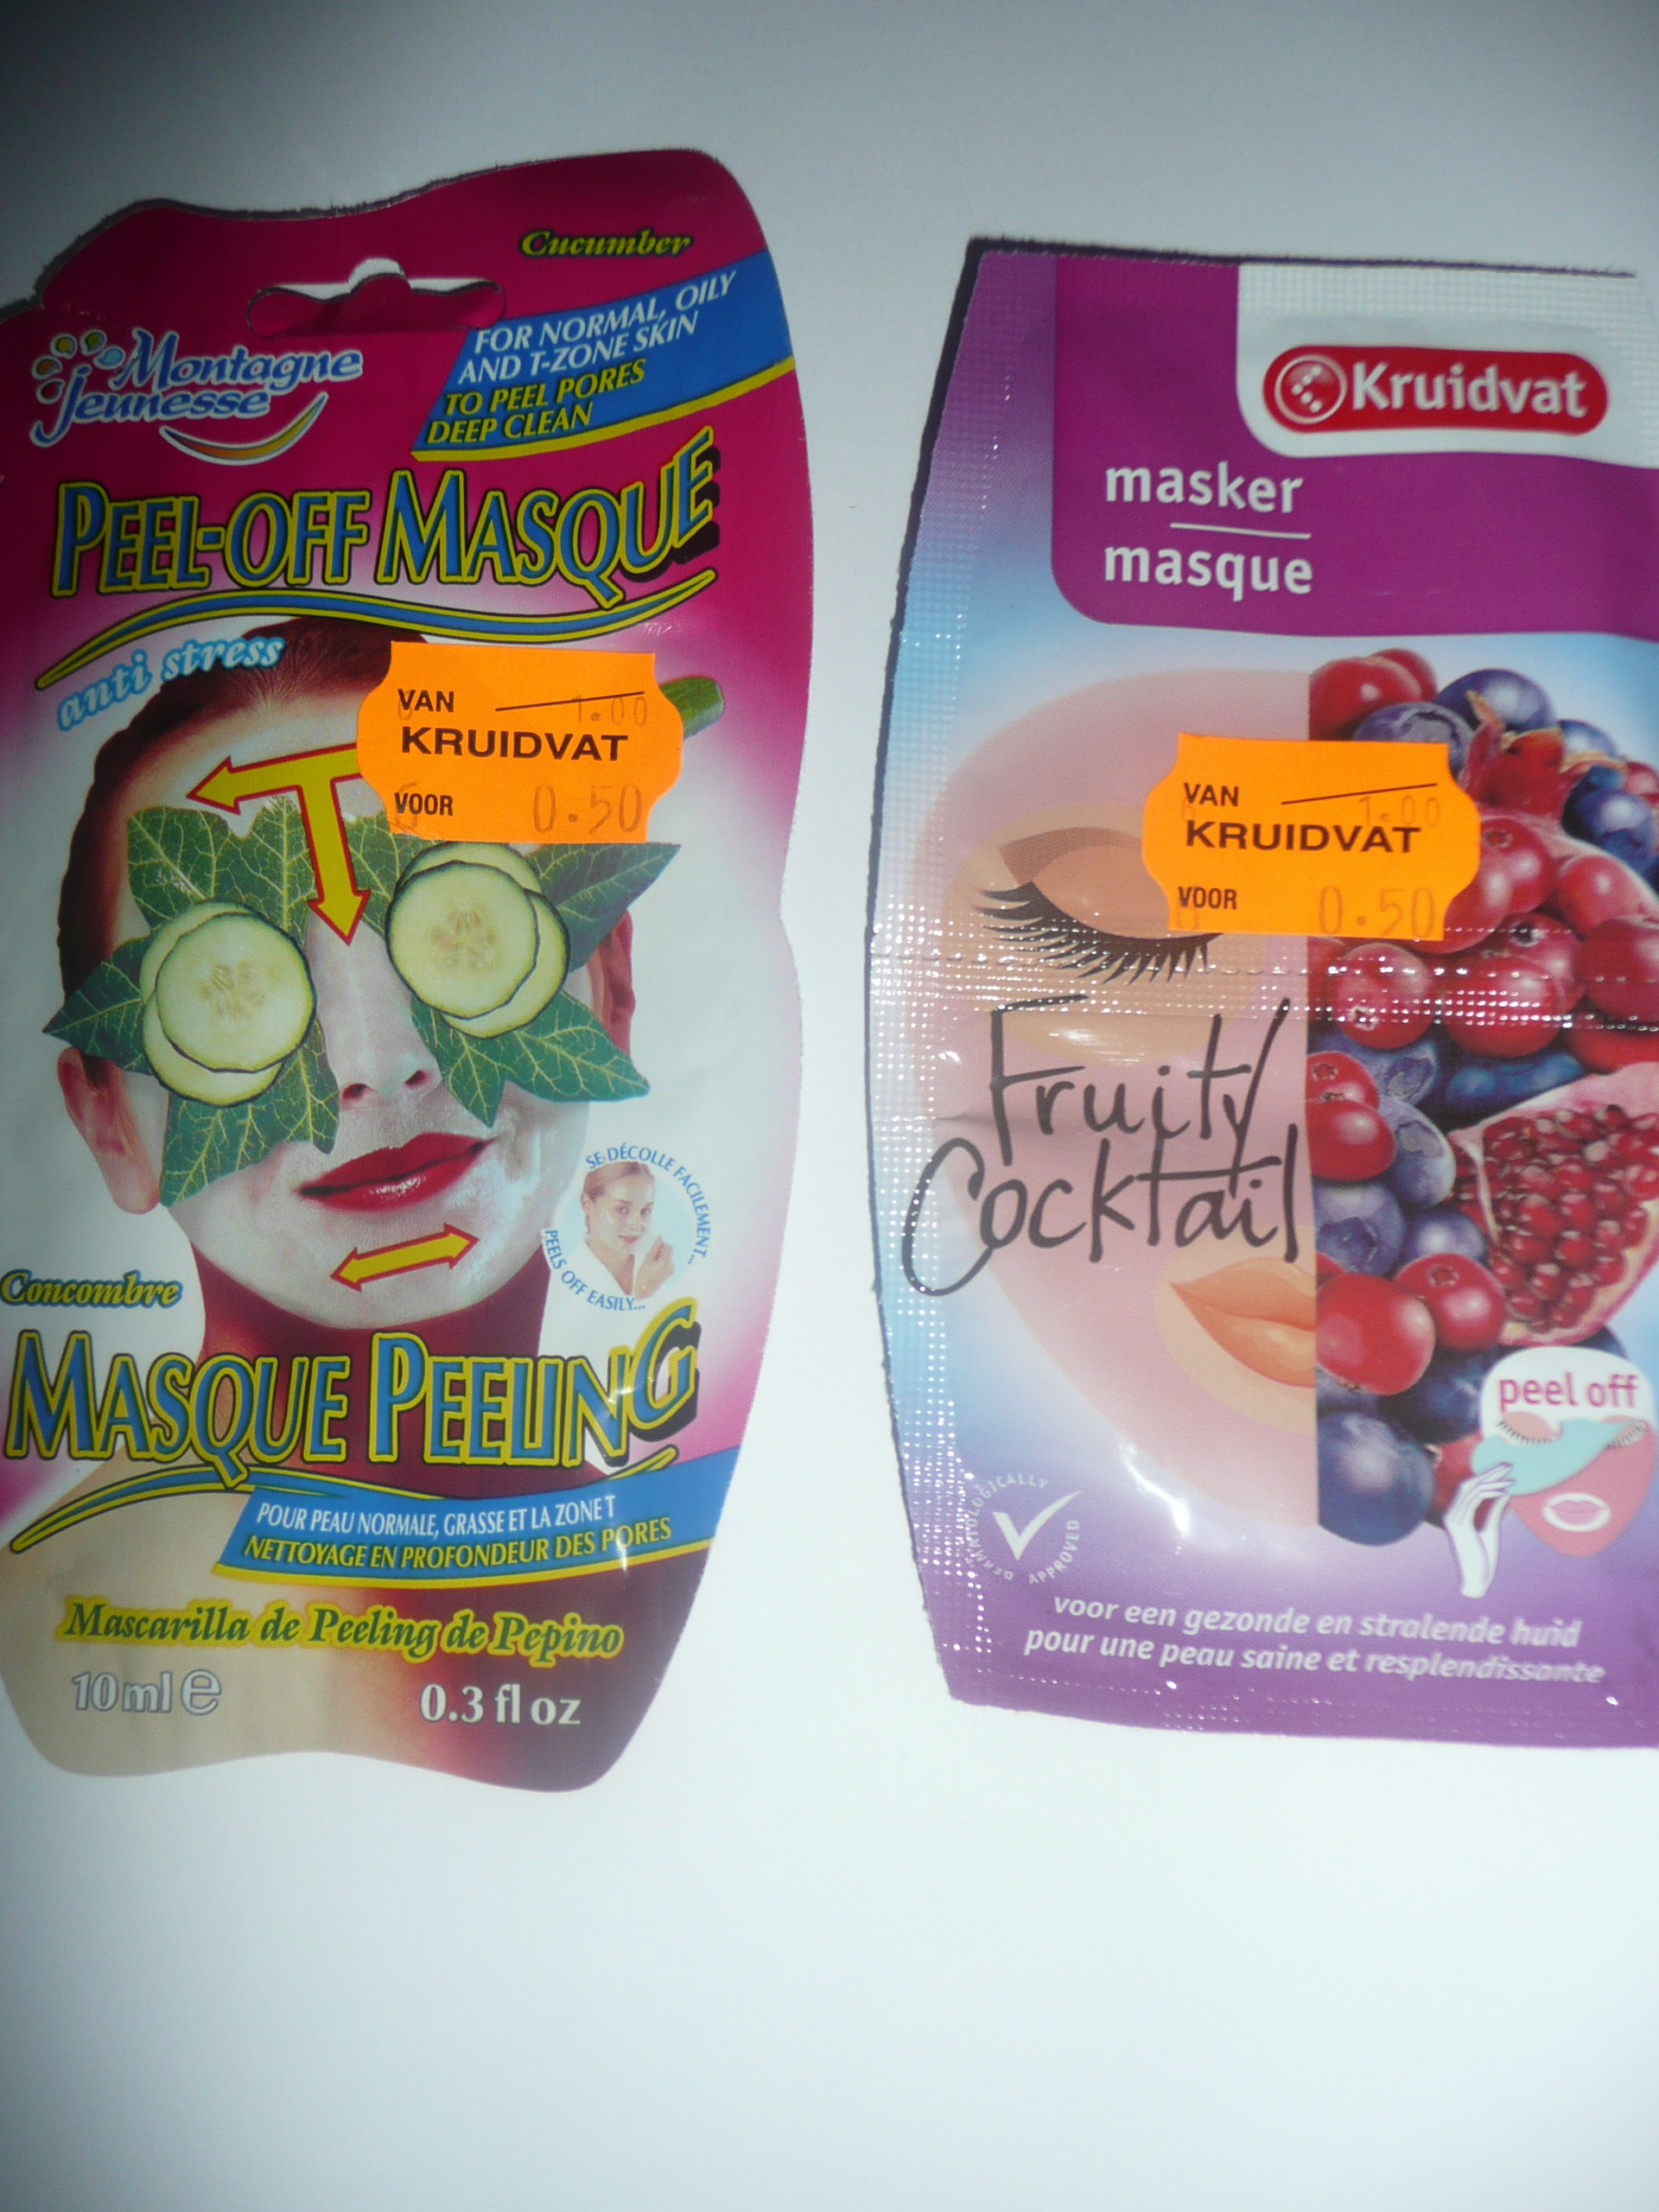 Cucumber
Montagne
Jeunesse
FOR NORMAL, OILY
AND T-ZONE SKIN
TO PEEL PORES
DEEP CLEAN
PEEL-OFF MASQUE
anti stress
VAN 1.00
KRUIDVAT
VOOR 0.50
SE DÉCOLLE FACILEMENT...
PEELS OFF EASILY...
Concombre
MASQUE PEELING
POUR PEAU NORMALE, GRASSE ET LA ZONE T
NETTOYAGE EN PROFONDEUR DES PORES
Mascarilla de Peeling de Pepino
10 ml e 0.3 fl oz
Kruidvat
masker
masque
VAN 1.00
KRUIDVAT
VOOR 0.50
Fruity
Cocktail
peel off
DERMATOLOGICALLY APPROVED
voor een gezonde en stralende huid
pour une peau saine et resplendissante